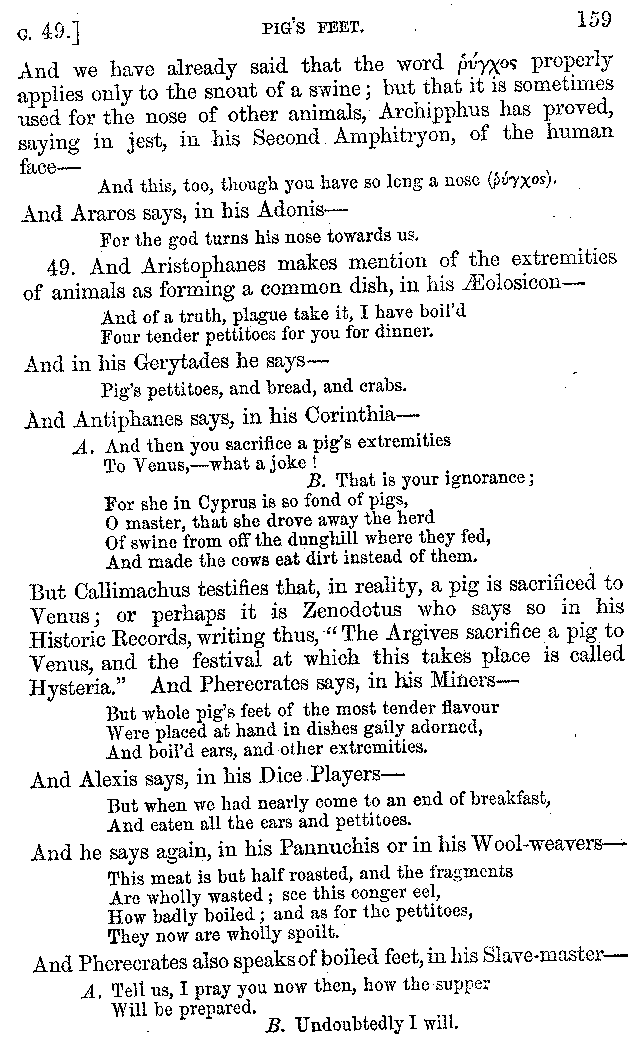 C. 49.] PIG'S FEET. 159
And we have already said that the word ῥύγχος properly
applies only to the snout of a swine; but that it is sometimes
used for the nose of other animals, Archipphus has proved,
saying in jest, in his Second Amphitryon, of the human
face—
And this, too, though you have so long a nose (ῥύγχος).
And Araros says, in his Adonis—
For the god turns his nose towards us.
49. And Aristophanes makes mention of the extremities
of animals as forming a common dish, in his Æolosicon—
And of a truth, plague take it, I have boil'd
Four tender pettitoes for you for dinner.
And in his Gerytades he says—
Pig's pettitoes, and bread, and crabs.
And Antiphanes says, in his Corinthia—
A. And then you sacrifice a pig's extremities
To Venus,—what a joke!
B. That is your ignorance;
For she in Cyprus is so fond of pigs,
O master, that she drove away the herd
Of swine from off the dunghill where they fed,
And made the cows eat dirt instead of them.
But Callimachus testifies that, in reality, a pig is sacrificed to
Venus; or perhaps it is Zenodotus who says so in his
Historic Records, writing thus, "The Argives sacrifice a pig to
Venus, and the festival at which this takes place is called
Hysteria." And Pherecrates says, in his Miners—
But whole pig's feet of the most tender flavour
Were placed at hand in dishes gaily adorned,
And boil'd ears, and other extremities.
And Alexis says, in his Dice Players—
But when we had nearly come to an end of breakfast,
And eaten all the ears and pettitoes.
And he says again, in his Pannuchis or in his Wool-weavers—
This meat is but half roasted, and the fragments
Are wholly wasted; see this conger eel,
How badly boiled; and as for the pettitoes,
They now are wholly spoilt.
And Pherecrates also speaks of boiled feet, in his Slave-master—
A. Tell us, I pray you now then, how the supper
Will be prepared.
B. Undoubtedly I will.